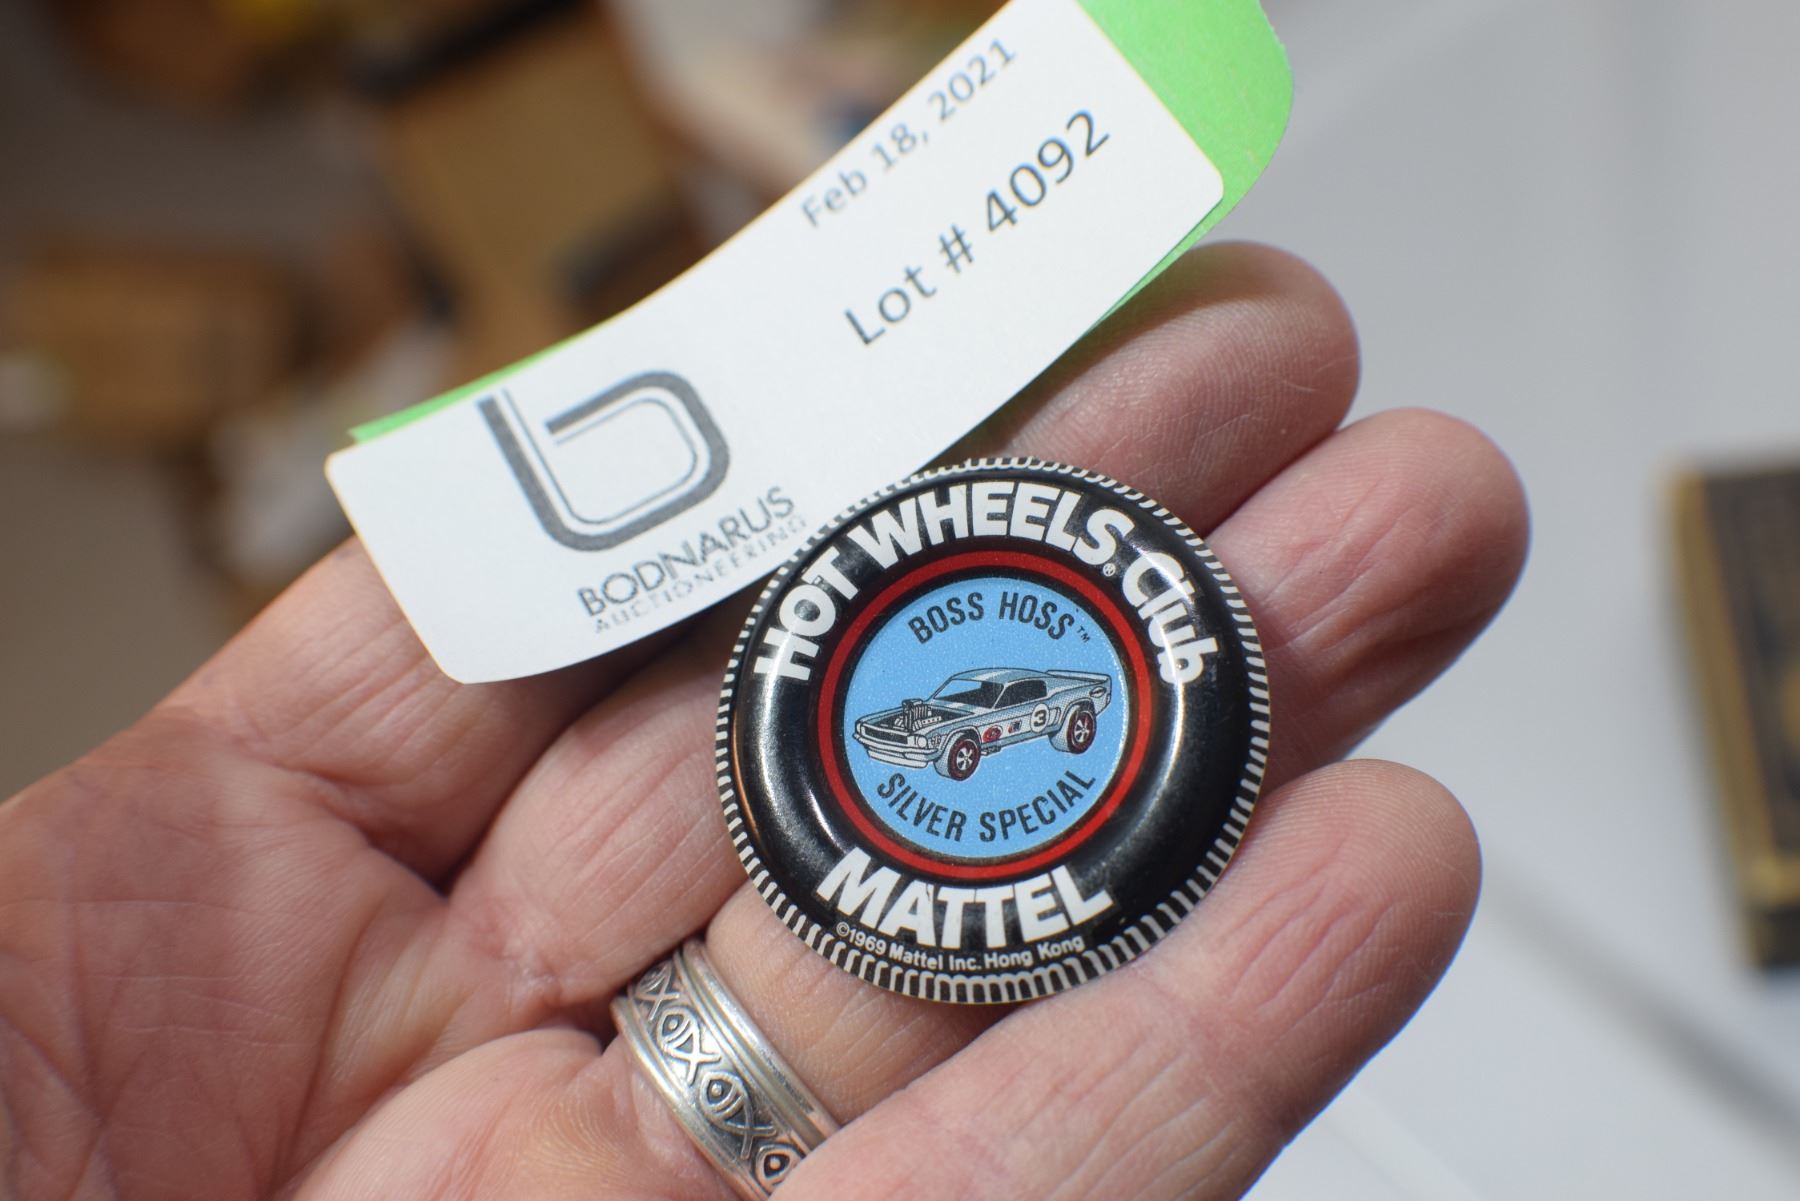 Feb 18, 2021
Lot # 4092
b
BODNARUS
AUCTIONEERING
HOT WHEELS® Club
BOSS HOSS™
3
SILVER SPECIAL
MATTEL
©1969 Mattel Inc. Hong Kong